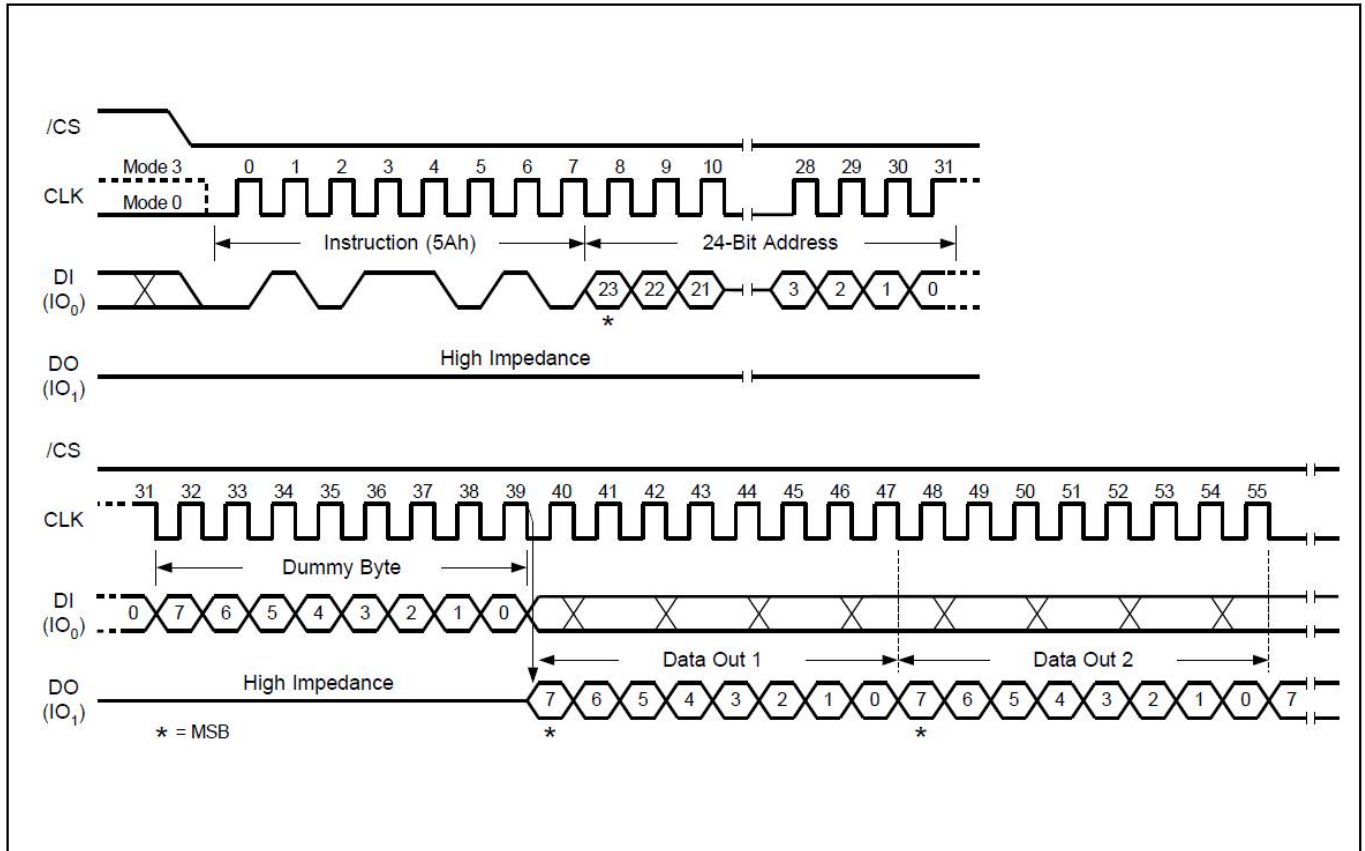 /CS
Mode 3 0 1 2 3 4 5 6 7 8 9 10 28 29 30 31
CLK
Mode 0
Instruction (5Ah) 24-Bit Address
DI
(IO0) 23 22 21 3 2 1 0
*
DO High Impedance
(IO1)
/CS
31 32 33 34 35 36 37 38 39 40 41 42 43 44 45 46 47 48 49 50 51 52 53 54 55
CLK
Dummy Byte
DI
(IO0) 0 7 6 5 4 3 2 1 0
Data Out 1 Data Out 2
DO High Impedance
(IO1) 7 6 5 4 3 2 1 0 7 6 5 4 3 2 1 0 7
* = MSB * *